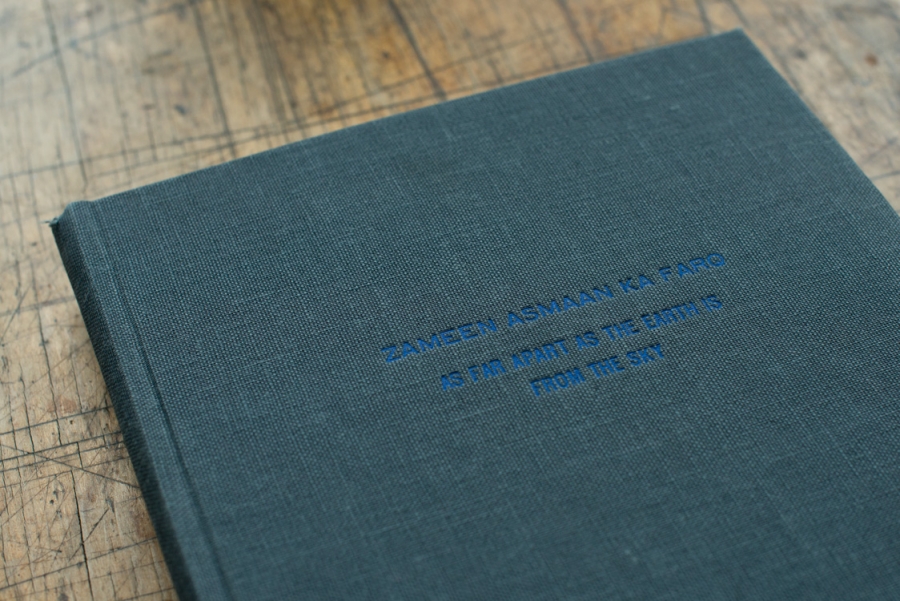 ZAMEEN ASMAAN KA FARQ
AS FAR APART AS THE EARTH IS
FROM THE SKY